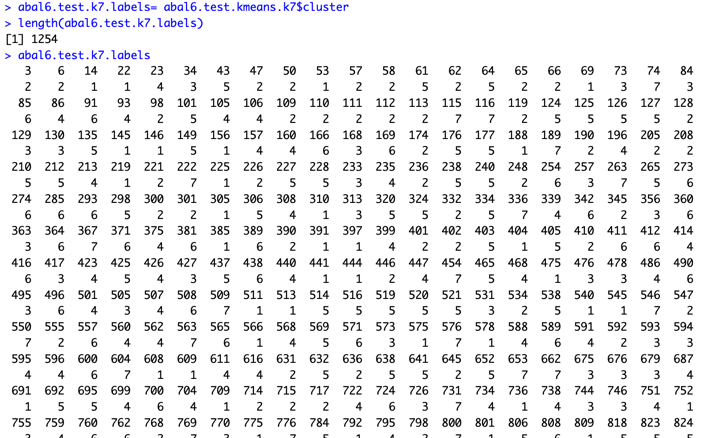 > abal6.test.k7.labels= abal6.test.kmeans.k7$cluster
> length(abal6.test.k7.labels)
[1] 1254
> abal6.test.k7.labels
3 6 14 22 23 34 43 47 50 53 57 58 61 62 64 65 66 69 73 74 84
2 2 1 1 4 3 5 2 2 1 2 2 5 2 5 2 2 1 3 7 3
85 86 91 93 98 101 105 106 109 110 111 112 113 115 116 119 124 125 126 127 128
6 4 6 4 2 5 4 4 2 2 2 2 2 7 7 2 5 5 5 5 2
129 130 135 145 146 149 156 157 160 166 168 169 174 176 177 188 189 190 196 205 208
3 3 5 1 1 5 1 4 4 6 3 6 2 5 5 1 7 2 4 2 2
210 212 213 219 221 222 225 226 227 228 233 235 236 238 240 248 254 257 263 265 273
5 5 4 1 2 7 1 2 5 5 3 4 2 5 5 2 6 3 7 5 6
274 285 293 298 300 301 305 306 308 310 313 320 324 332 334 336 339 342 345 356 360
6 6 6 5 2 2 1 5 4 1 3 5 5 2 5 7 4 6 2 3 6
363 364 367 371 375 381 385 389 390 391 397 399 401 402 403 404 405 410 411 412 414
3 6 7 6 4 6 1 6 2 1 1 4 2 2 5 1 5 2 6 6 4
416 417 423 425 426 427 437 438 440 441 444 446 447 454 465 468 475 476 478 486 490
6 3 4 5 4 3 5 6 4 1 1 2 4 7 5 4 1 3 3 4 6
495 496 501 505 507 508 509 511 513 514 516 519 520 521 531 534 538 540 545 546 547
3 6 4 3 4 6 7 1 1 5 5 5 5 5 3 2 5 1 1 7 2
550 555 557 560 562 563 565 566 568 569 571 573 575 576 578 588 589 591 592 593 594
7 2 6 4 4 7 6 1 4 5 6 3 1 7 1 4 6 4 2 3 3
595 596 600 604 608 609 611 616 631 632 636 638 641 645 652 653 662 675 676 679 687
4 4 6 7 1 1 4 4 2 5 2 5 5 2 5 7 7 3 3 3 4
691 692 695 699 700 704 709 714 715 717 722 724 726 731 734 736 738 744 746 751 752
1 5 5 4 6 4 1 2 2 2 4 6 3 7 4 1 4 3 3 4 1
755 759 760 762 768 769 770 775 776 784 792 795 798 800 801 806 808 809 818 823 824